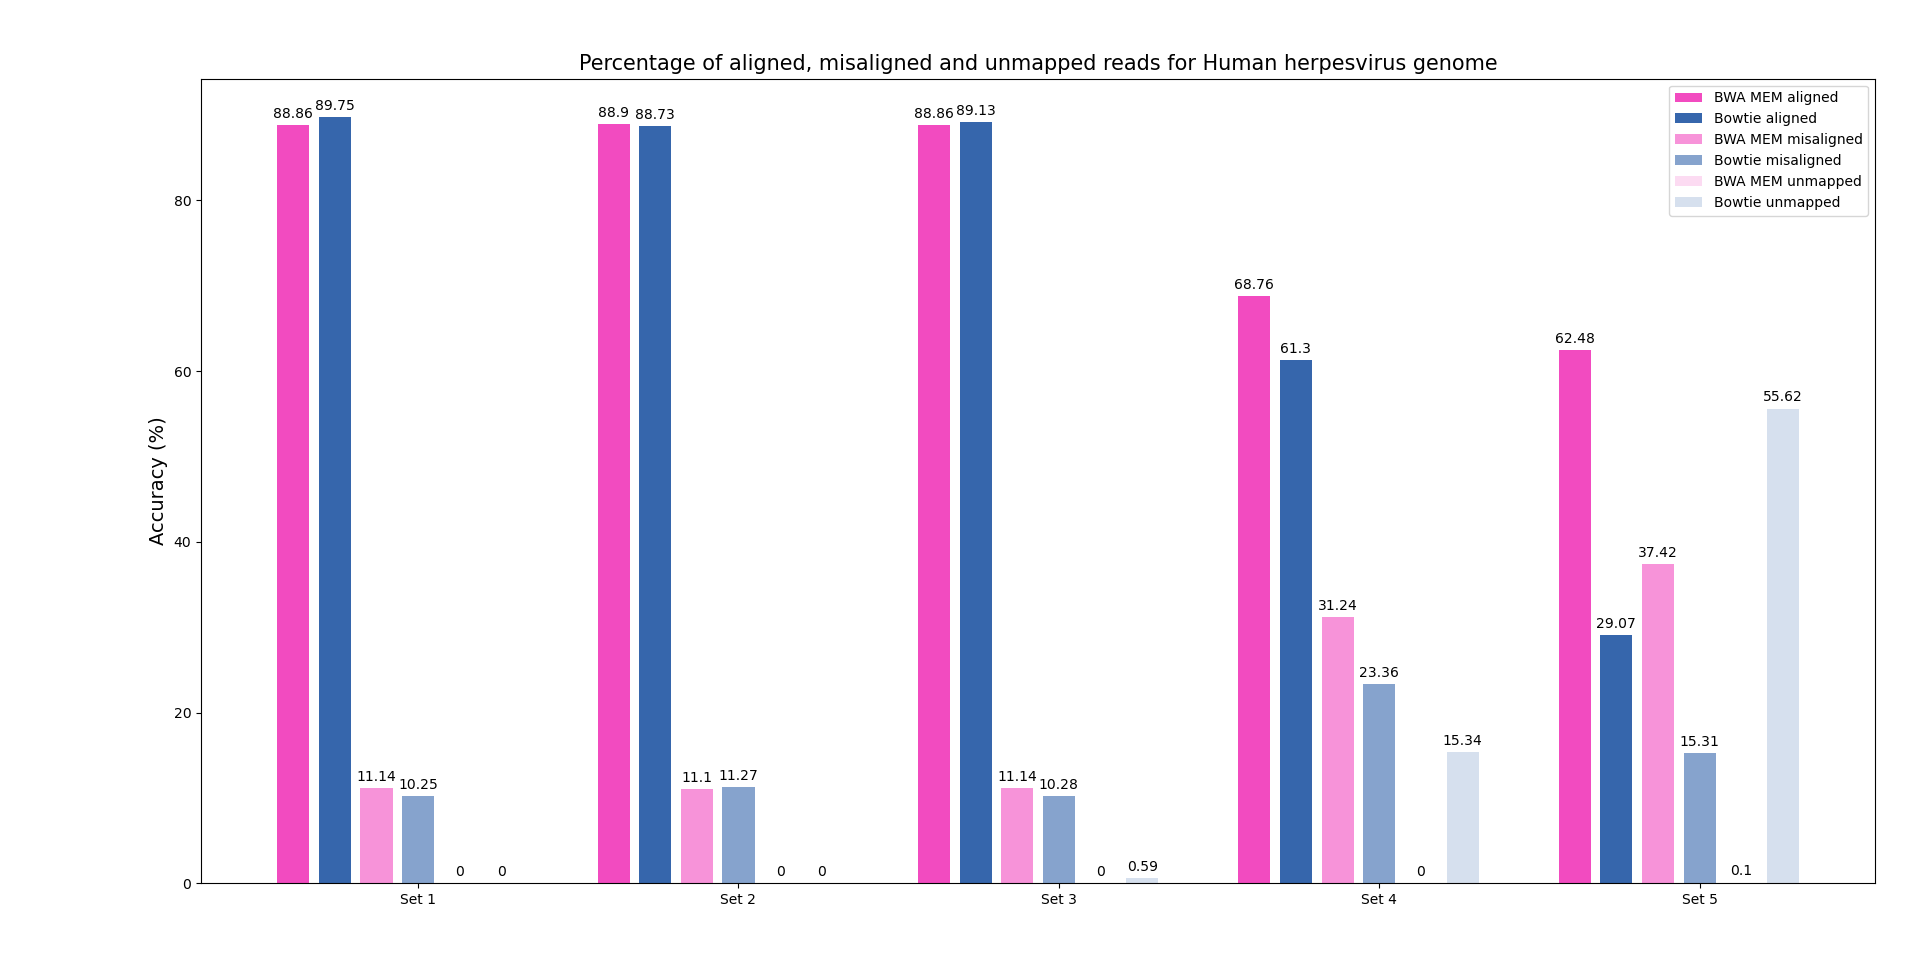 Percentage of aligned, misaligned and unmapped reads for Human herpesvirus genome
BWA MEM aligned
Bowtie aligned
BWA MEM misaligned
Bowtie misaligned
BWA MEM unmapped
Bowtie unmapped
Accuracy (%)
80
60
40
20
0
88.86
89.75
11.14
10.25
0
0
88.9
88.73
11.1
11.27
0
0
88.86
89.13
11.14
10.28
0
0.59
68.76
61.3
31.24
23.36
0
15.34
62.48
29.07
37.42
15.31
0.1
55.62
Set 1
Set 2
Set 3
Set 4
Set 5